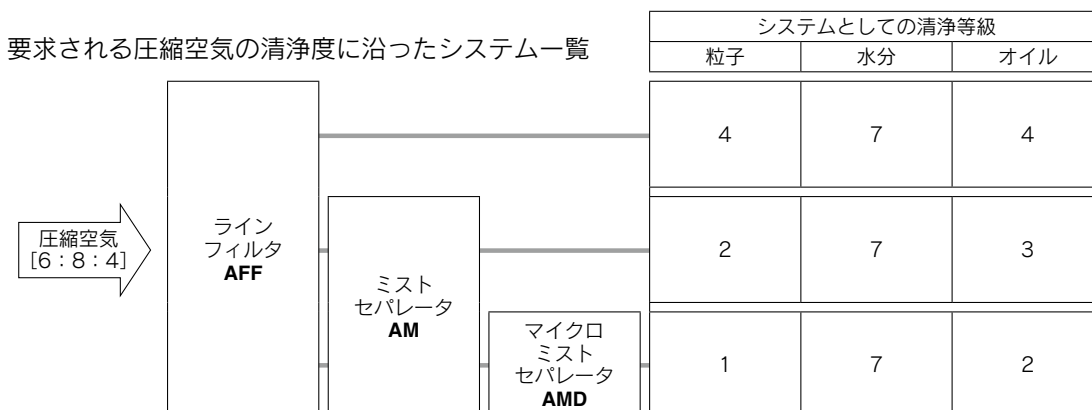 要求される圧縮空気の清浄度に沿ったシステム一覧
システムとしての清浄等級
粒子 水分 オイル
圧縮空気
[6:8:4]
ライン
フィルタ
AFF
ミスト
セパレータ
AM
マイクロ
ミスト
セパレータ
AMD
4 7 4
2 7 3
1 7 2